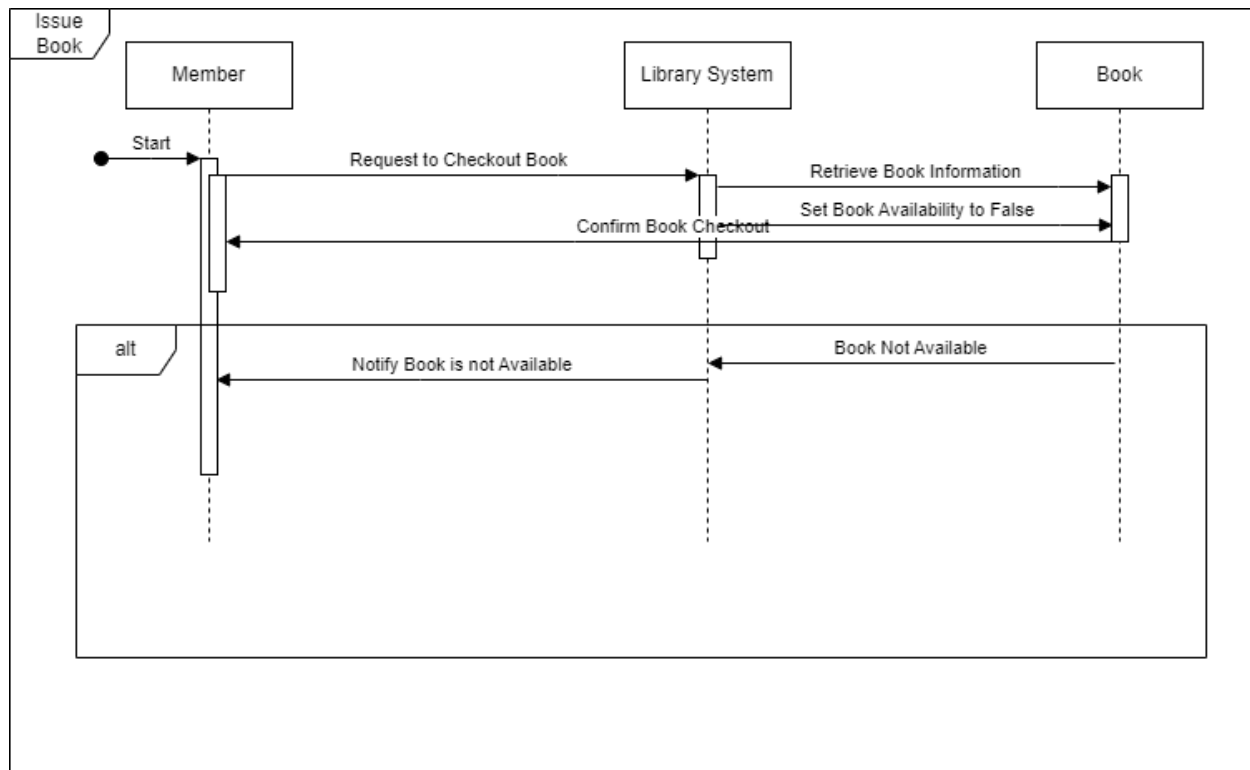 Issue
Book
Member
Library System
Book
Start
Request to Checkout Book
Retrieve Book Information
Set Book Availability to False
Confirm Book Checkout
alt
Book Not Available
Notify Book is not Available